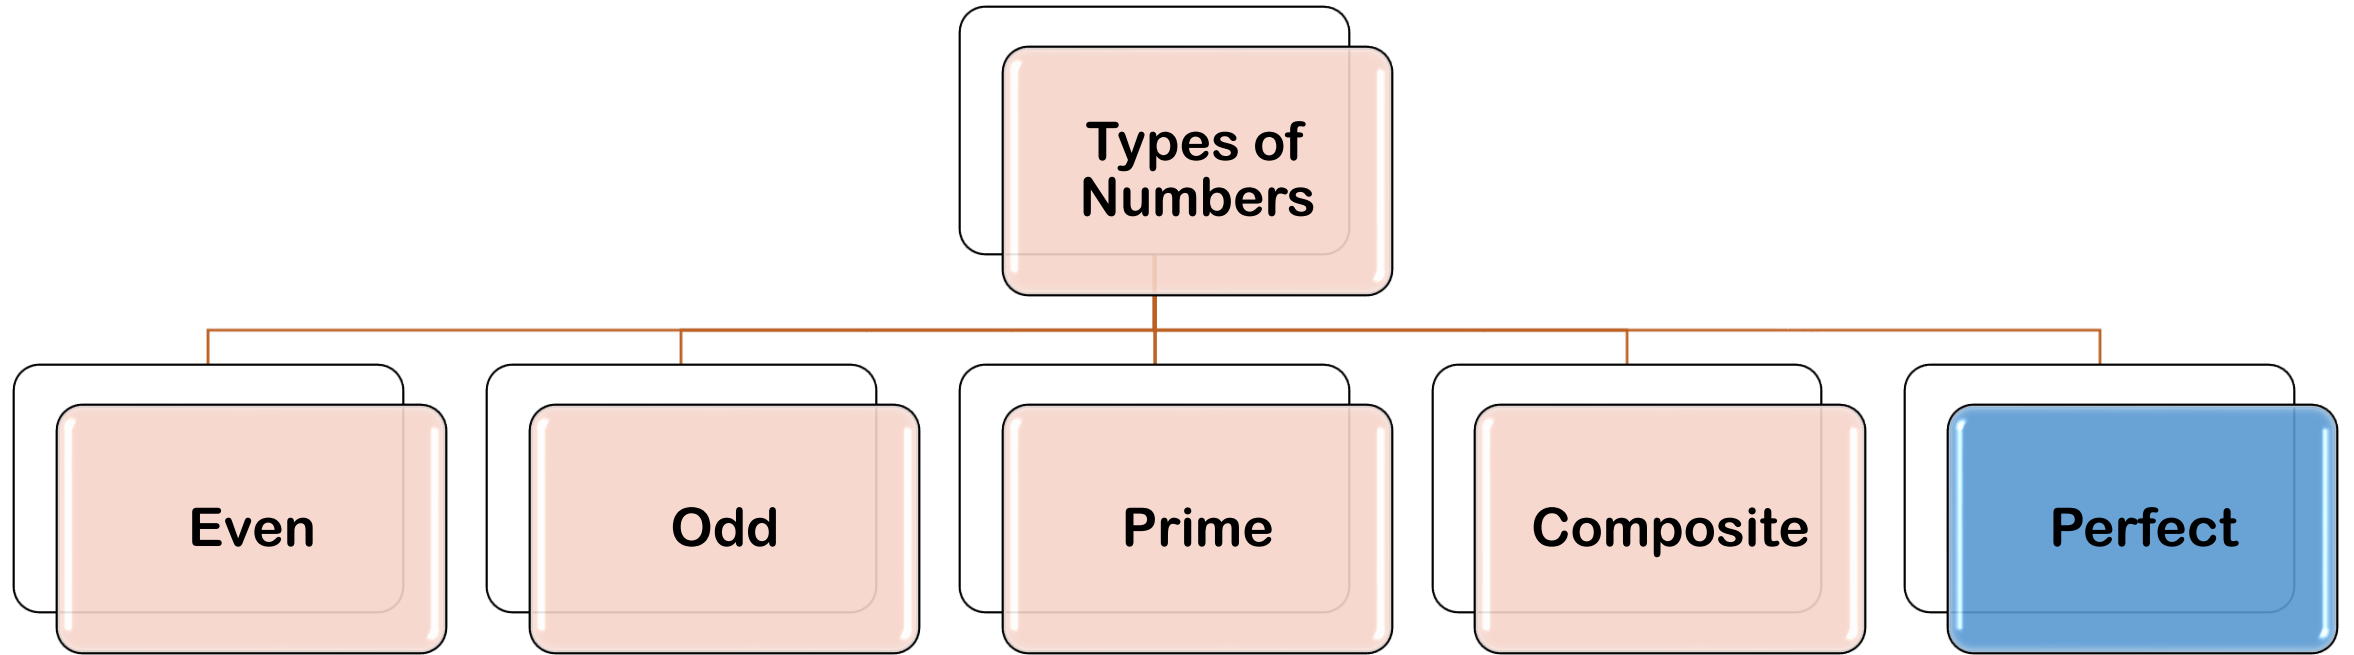 Types of
Numbers
Even
Odd
Prime
Composite
Perfect